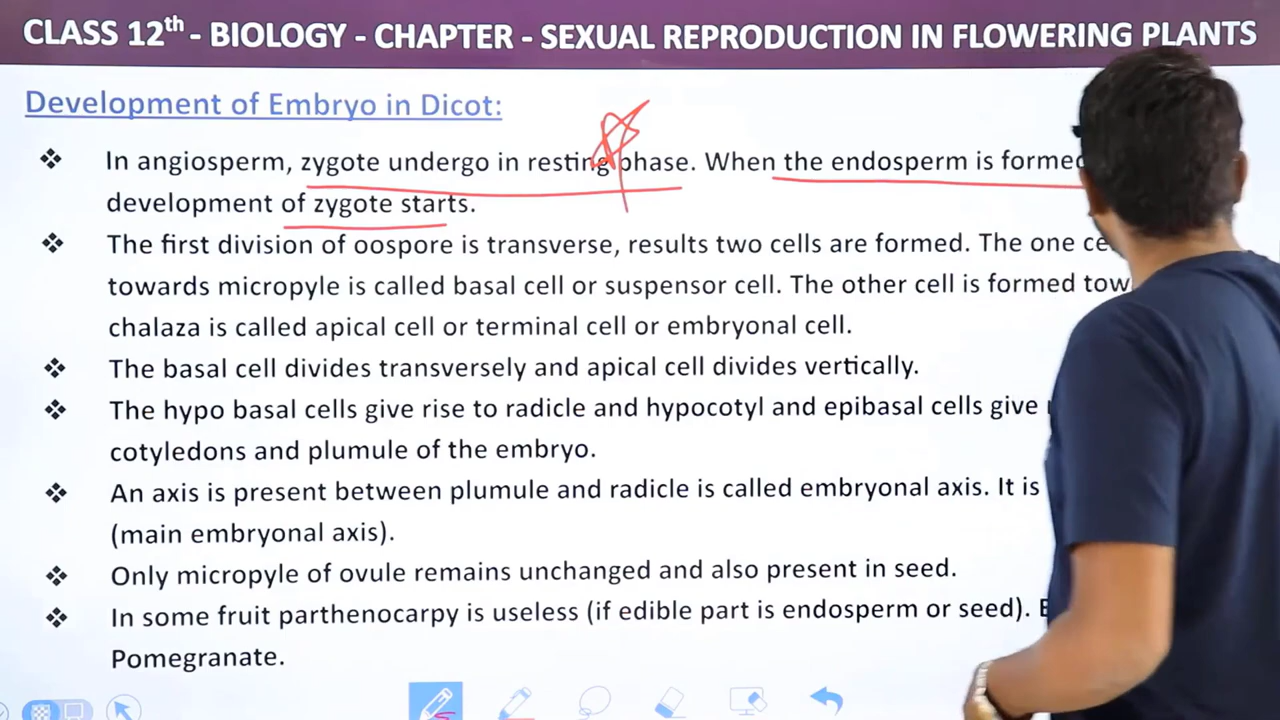 CLASS 12th - BIOLOGY - CHAPTER - SEXUAL REPRODUCTION IN FLOWERING PLANTS
Development of Embryo in Dicot:
❖ In angiosperm, zygote undergo in resting phase. When the endosperm is formed
development of zygote starts.
❖ The first division of oospore is transverse, results two cells are formed. The one
towards micropyle is called basal cell or suspensor cell. The other cell is formed
chalaza is called apical cell or terminal cell or embryonal cell.
❖ The basal cell divides transversely and apical cell divides vertically.
❖ The hypo basal cells give rise to radicle and hypocotyl and epibasal cells give
cotyledons and plumule of the embryo.
❖ An axis is present between plumule and radicle is called embryonal axis. It is
(main embryonal axis).
❖ Only micropyle of ovule remains unchanged and also present in seed.
❖ In some fruit parthenocarpy is useless (if edible part is endosperm or seed).
Pomegranate.